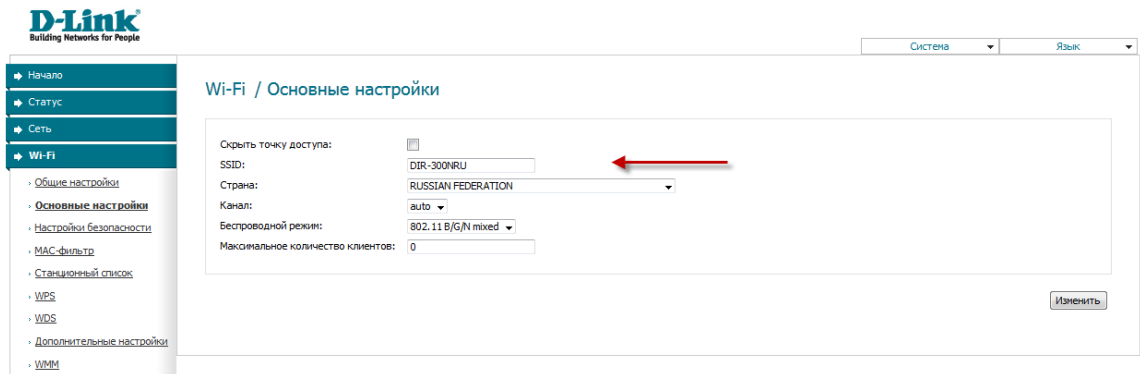 D-Link
Building Networks for People
Система
Язык
Начало
Статус
Сеть
Wi-Fi
Общие настройки
Основные настройки
Настройки безопасности
MAC-фильтр
Станционный список
WPS
WDS
Дополнительные настройки
WMM
Wi-Fi / Основные настройки
Скрыть точку доступа:
SSID: DIR-300NRU
Страна: RUSSIAN FEDERATION
Канал: auto
Беспроводной режим: 802.11 B/G/N mixed
Максимальное количество клиентов: 0
Изменить